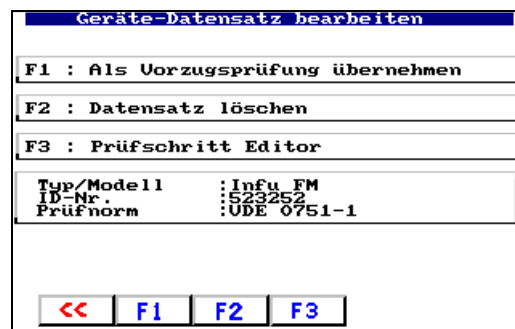 Geräte-Datensatz bearbeiten
F1 : Als Vorzugsprüfung übernehmen
F2 : Datensatz löschen
F3 : Prüfschritt Editor
Typ/Modell :Infu FM
ID-Nr. :523252
Prüfnorm :VDE 0751-1
<< F1 F2 F3